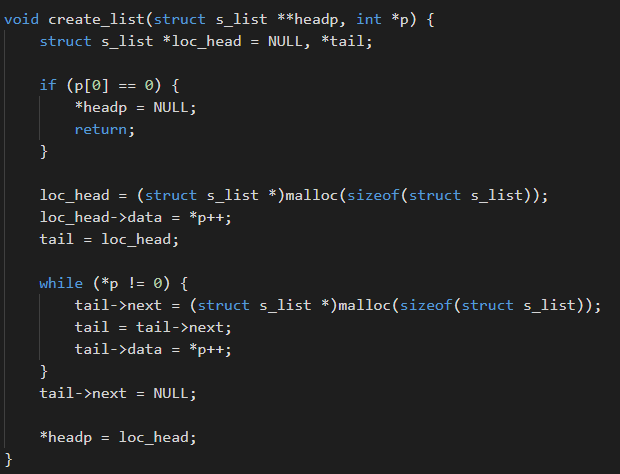 void create_list(struct s_list **headp, int *p) {
    struct s_list *loc_head = NULL, *tail;

    if (p[0] == 0) {
        *headp = NULL;
        return;
    }

    loc_head = (struct s_list *)malloc(sizeof(struct s_list));
    loc_head->data = *p++;
    tail = loc_head;

    while (*p != 0) {
        tail->next = (struct s_list *)malloc(sizeof(struct s_list));
        tail = tail->next;
        tail->data = *p++;
    }
    tail->next = NULL;

    *headp = loc_head;
}